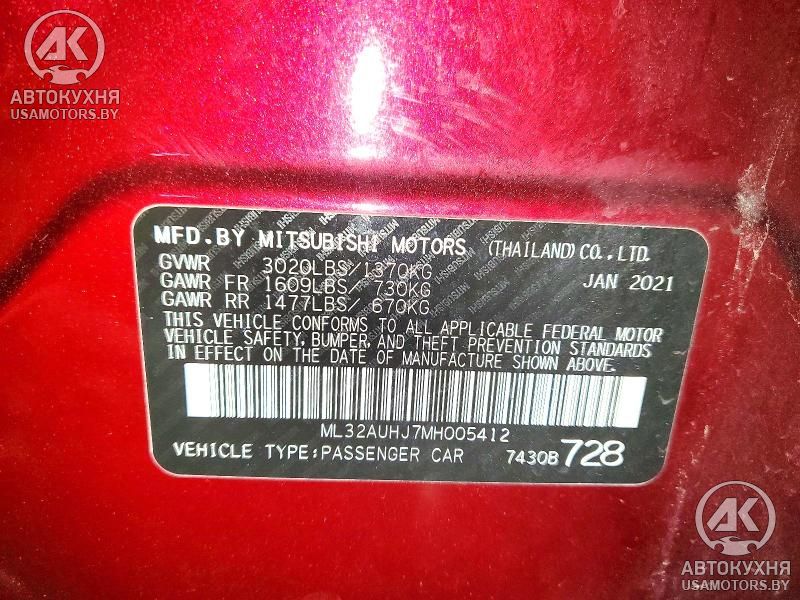 АК
АВТОКУХНЯ
USAMOTORS.BY
MFD.BY MITSUBISHI MOTORS (THAILAND)CO.,LTD.
GVWR 3020LBS/1370KG JAN 2021
GAWR FR 1609LBS/ 730KG
GAWR RR 1477LBS/ 670KG
THIS VEHICLE CONFORMS TO ALL APPLICABLE FEDERAL MOTOR
VEHICLE SAFETY, BUMPER, AND THEFT PREVENTION STANDARDS
IN EFFECT ON THE DATE OF MANUFACTURE SHOWN ABOVE.
ML32AUHJ7MH005412
VEHICLE TYPE:PASSENGER CAR 7430B 728
АК
АВТОКУХНЯ
USAMOTORS.BY